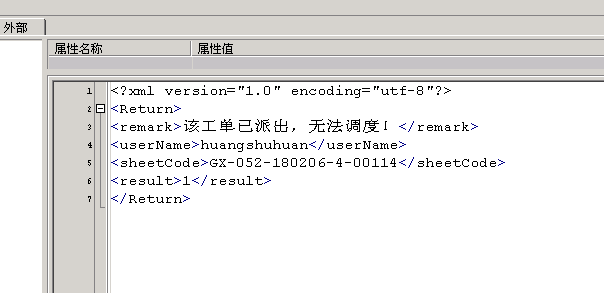 外部
属性名称 属性值
1 <?xml version="1.0" encoding="utf-8"?>
2 <Return>
3 <remark>该工单已派出，无法调度！</remark>
4 <userName>huangshuhuan</userName>
5 <sheetCode>GX-052-180206-4-00114</sheetCode>
6 <result>1</result>
7 </Return>